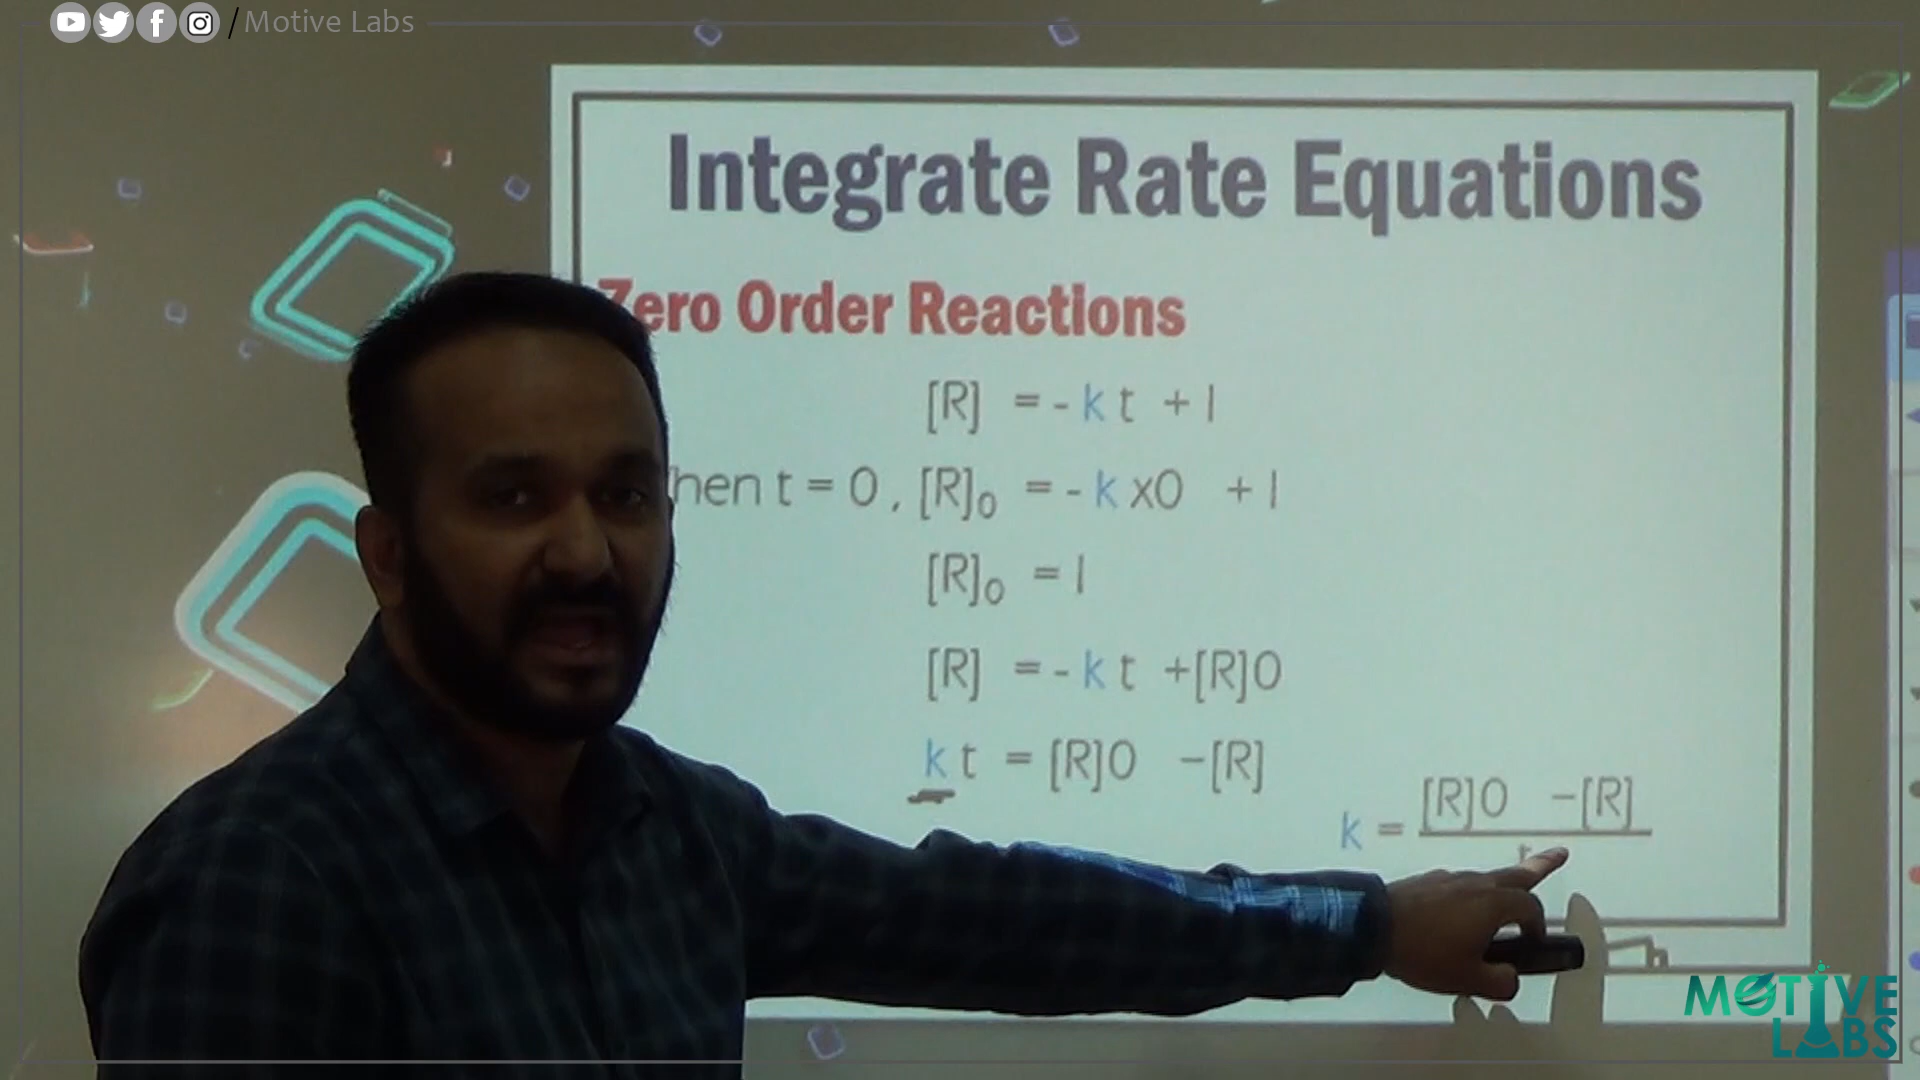 / Motive Labs
Integrate Rate Equations
Zero Order Reactions
[R] = - k t + I
hen t = 0 , [R]₀ = - k x0 + I
[R]₀ = I
[R] = - k t +[R]0
k t = [R]0 –[R]
k = [R]0 –[R]
t
MOTIVE
LABS